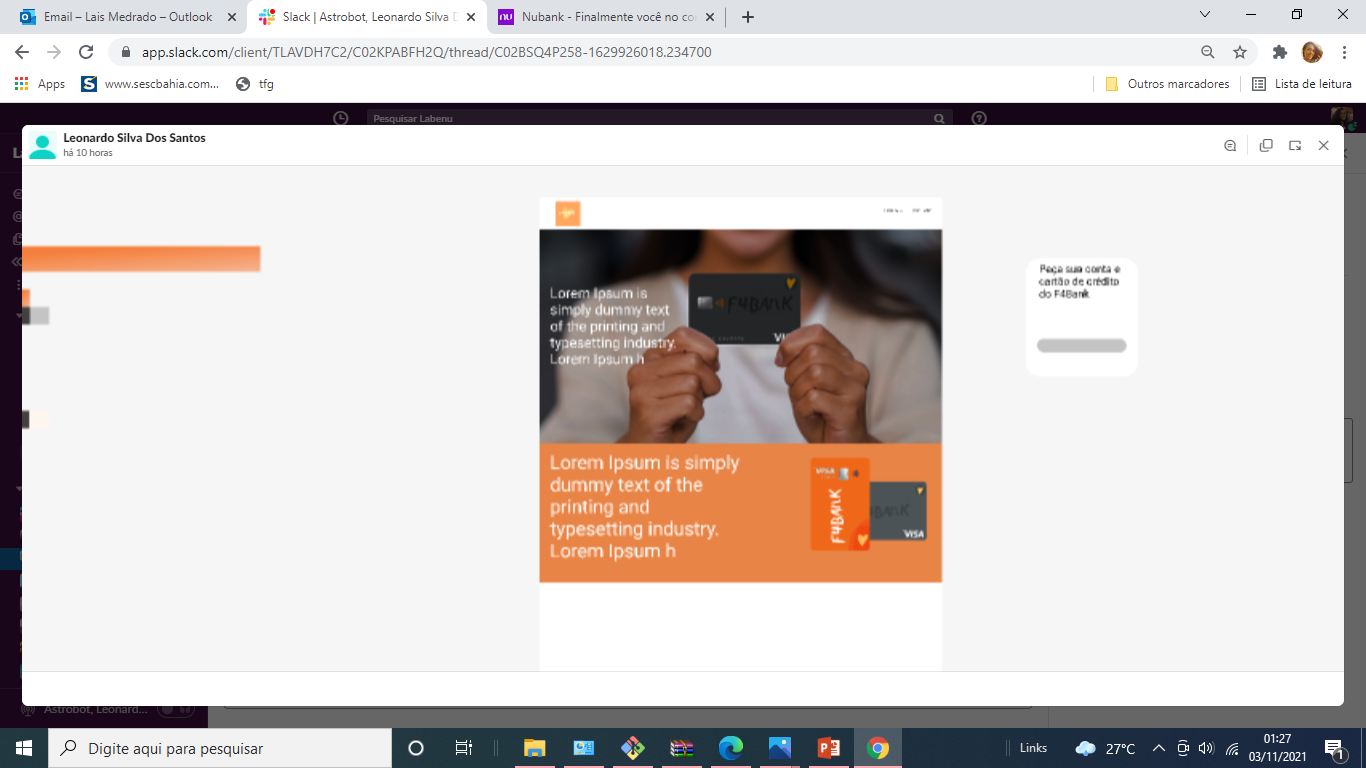 Email – Lais Medrado – Outlook
Slack | Astrobot, Leonardo Silva D
Nubank - Finalmente você no co
app.slack.com/client/TLAVDH7C2/C02KPABFH2Q/thread/C02BSQ4P258-1629926018.234700
Apps
www.sescbahia.com...
tfg
Outros marcadores
Lista de leitura
Pesquisar Labenu
Leonardo Silva Dos Santos
há 10 horas
Lorem Ipsum is
simply dummy text
of the printing and
typesetting industry.
Lorem Ipsum h
F4BANK
VI
Peça sua conta e
cartão de crédito
do F4Bank
Lorem Ipsum is simply
dummy text of the
printing and
typesetting industry.
Lorem Ipsum h
VISA
F4BANK
F4BANK
VISA
Astrobot, Leonard...
Digite aqui para pesquisar
Links
27°C
01:27
03/11/2021
1